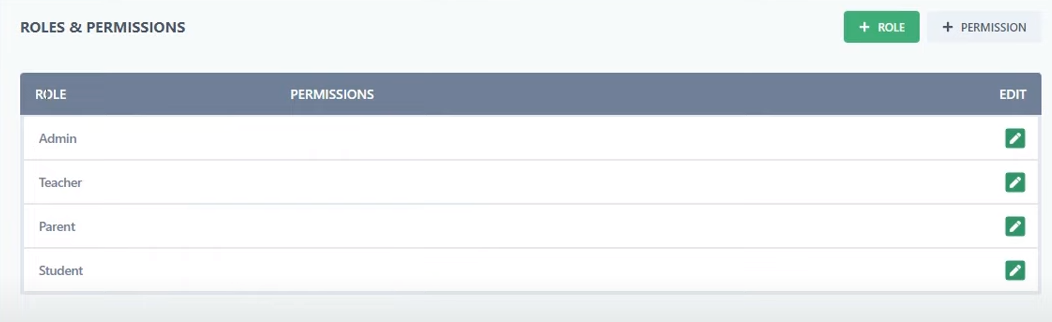 ROLES & PERMISSIONS
+ ROLE
+ PERMISSION
ROLE PERMISSIONS EDIT
Admin
Teacher
Parent
Student